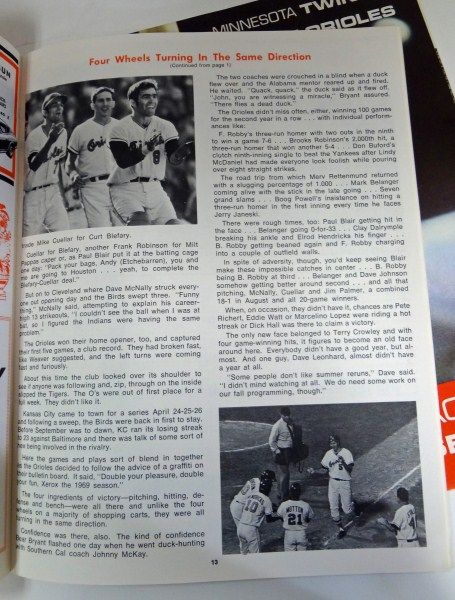 MINNESOTA TWIN
ORIOLES
Four Wheels Turning In The Same Direction
(Continued from page 1)
made Mike Cuellar for Curt Blefary.
Cuellar for Blefary, another Frank Robinson for Milt
Pappas caper or, as Paul Blair put it at the batting cage
one day: "Pack your bags, Andy (Etchebarren), you and
me are going to Houston . . . yeah, to complete the
Blefary-Cuellar deal."
But on to Cleveland where Dave McNally struck every-
one out opening day and the Birds swept three. "Funny
thing," McNally said, attempting to explain his career-
high 13 strikeouts, "I couldn't see the ball when I was at
bat, so I figured the Indians were having the same
problem."
The Orioles won their home opener, too, and captured
their first five games, a club record. They had broken fast,
like Weaver suggested, and the left turns were coming
fast and furiously.
About this time the club looked over its shoulder to
see if anyone was following and, zip, through on the inside
slipped the Tigers. The O's were out of first place for a
full week. They didn't like it.
Kansas City came to town for a series April 24-25-26
and following a sweep, the Birds were back in first to stay.
Before September was to dawn, KC ran its losing streak
to 23 against Baltimore and there was talk of some sort of
being involved in the rivalry.
Here the games and plays sort of blend in together
as the Orioles decided to follow the advice of a graffiti on
their bulletin board. It said, "Double your pleasure, double
your fun, Xerox the 1969 season."
The four ingredients of victory—pitching, hitting, de-
fense and bench—were all there and unlike the four
wheels on a majority of shopping carts, they were all
turning in the same direction.
Confidence was there, also. The kind of confidence
Bear Bryant flashed one day when he went duck-hunting
with Southern Cal coach Johnny McKay.
The two coaches were crouched in a blind when a duck
flew over and the Alabama mentor reared up and fired.
He waited. "Quack, quack," the duck said as it flew off.
"John, you are witnessing a miracle," Bryant assured.
"There flies a dead duck."
The Orioles didn't miss often, either, winning 100 games
for the second year in a row . . . with individual perform-
ances like:
F. Robby's three-run homer with two outs in the ninth
to win a game 7-6 . . . Brooks Robinson's 2,000th hit, a
three-run homer that won another 5-4 . . . Don Buford's
clutch ninth-inning single to beat the Yankees after Lindy
McDaniel had made everyone look foolish while pouring
over eight straight strikes.
The road trip from which Merv Rettenmund returned
with a slugging percentage of 1.000 . . . Mark Belanger
coming alive with the stick in the late going . . . Seven
grand slams . . . Boog Powell's insistence on hitting a
three-run homer in the first inning every time he faces
Jerry Janeski.
There were rough times, too: Paul Blair getting hit in
the face . . . Belanger going 6-for-33 . . . Clay Dalrymple
breaking his ankle and Elrod Hendricks his finger . . .
B. Robby getting beaned again and F. Robby charging
into a couple of outfield walls.
In spite of adversity, though, you'd keep seeing Blair
make these impossible catches in center . . . B. Robby
being B. Robby at third . . . Belanger and Dave Johnson
somehow getting better around second . . . and all that
pitching, McNally, Cuellar and Jim Palmer, a combined
18-1 in August and all 20-game winners.
When, on occasion, they didn't have it, chances are Pete
Richert, Eddie Watt or Marcelino Lopez were riding a hot
streak or Dick Hall was there to claim a victory.
The only new face belonged to Terry Crowley and with
four game-winning hits, it figures to become an old face
around here. Everybody didn't have a good year, but al-
most. And one guy, Dave Leonhard, almost didn't have
a year at all.
"Some people don't like summer reruns," Dave said.
"I didn't mind watching at all. We do need some work on
our fall programming, though."
13